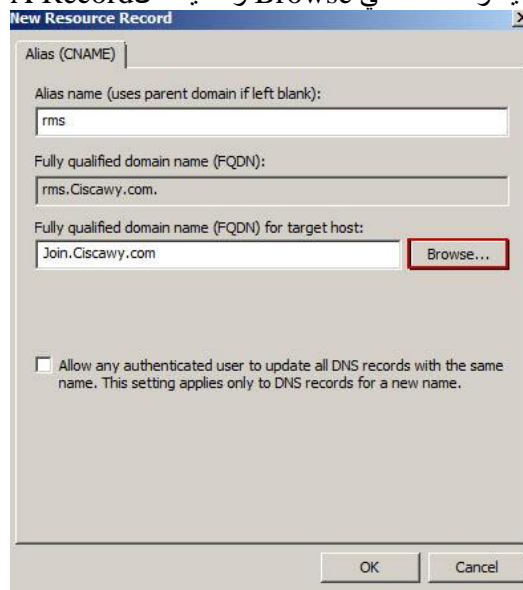 في Browse A Record
New Resource Record
Alias (CNAME)
Alias name (uses parent domain if left blank):
rms
Fully qualified domain name (FQDN):
rms.Ciscawy.com.
Fully qualified domain name (FQDN) for target host:
Join.Ciscawy.com
Browse...
Allow any authenticated user to update all DNS records with the same
name. This setting applies only to DNS records for a new name.
OK
Cancel